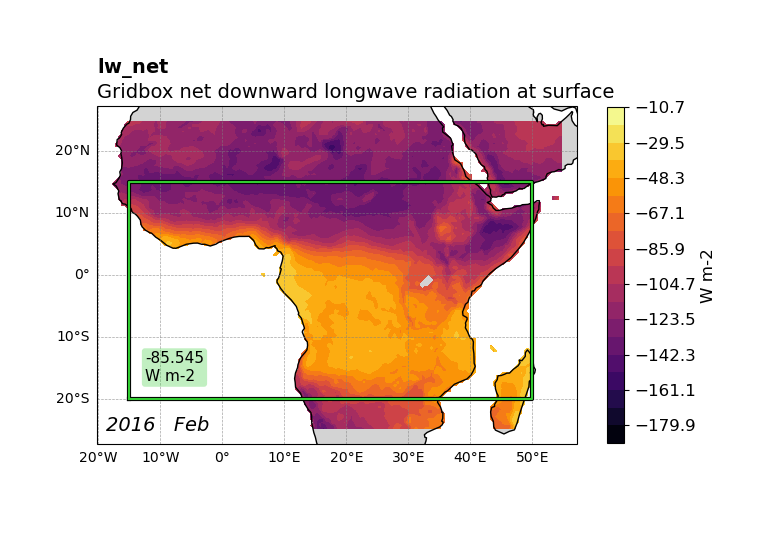 lw_net
Gridbox net downward longwave radiation at surface
20°N
10°N
0°
10°S
20°S
20°W
10°W
0°
10°E
20°E
30°E
40°E
50°E
-85.545
W m-2
2016 Feb
−10.7
−29.5
−48.3
−67.1
−85.9
−104.7
−123.5
−142.3
−161.1
−179.9
W m-2